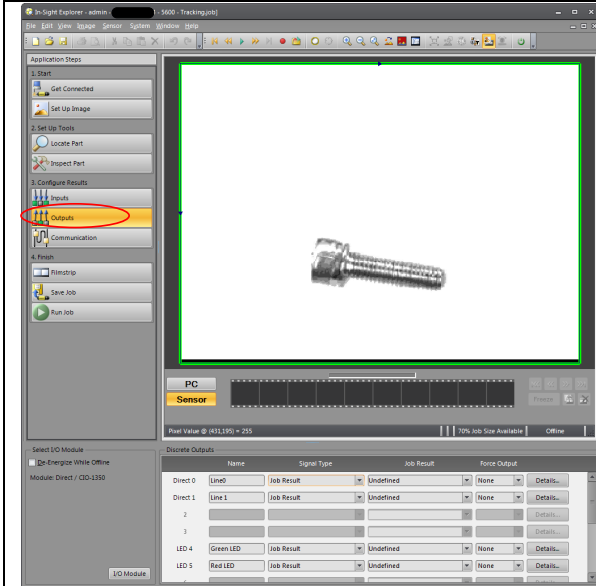 In-Sight Explorer - admin - - 5600 - Tracking.job]
File Edit View Image Sensor System Window Help
Application Steps
1. Start
Get Connected
Set Up Image
2. Set Up Tools
Locate Part
Inspect Part
3. Configure Results
Inputs
Outputs
Communication
4. Finish
Filmstrip
Save Job
Run Job
PC
Sensor
Freeze
Pixel Value @ (431,195) = 255 70% Job Size Available Offline
Select I/O Module
De-Energize While Offline
Module: Direct / CIO-1350
I/O Module
Discrete Outputs
Name Signal Type Job Result Force Output
Direct 0 Line0 Job Result Undefined None Details...
Direct 1 Line 1 Job Result Undefined None Details...
2 Details...
3 Details...
LED 4 Green LED Job Result Undefined None Details...
LED 5 Red LED Job Result Undefined None Details...